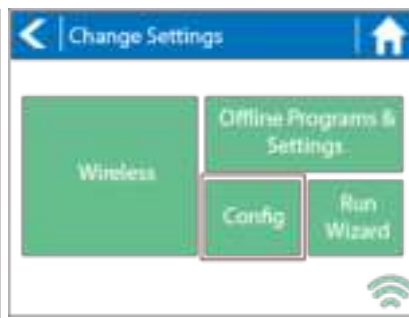 Change Settings
Wireless
Offline Programs &
Settings
Config
Run
Wizard